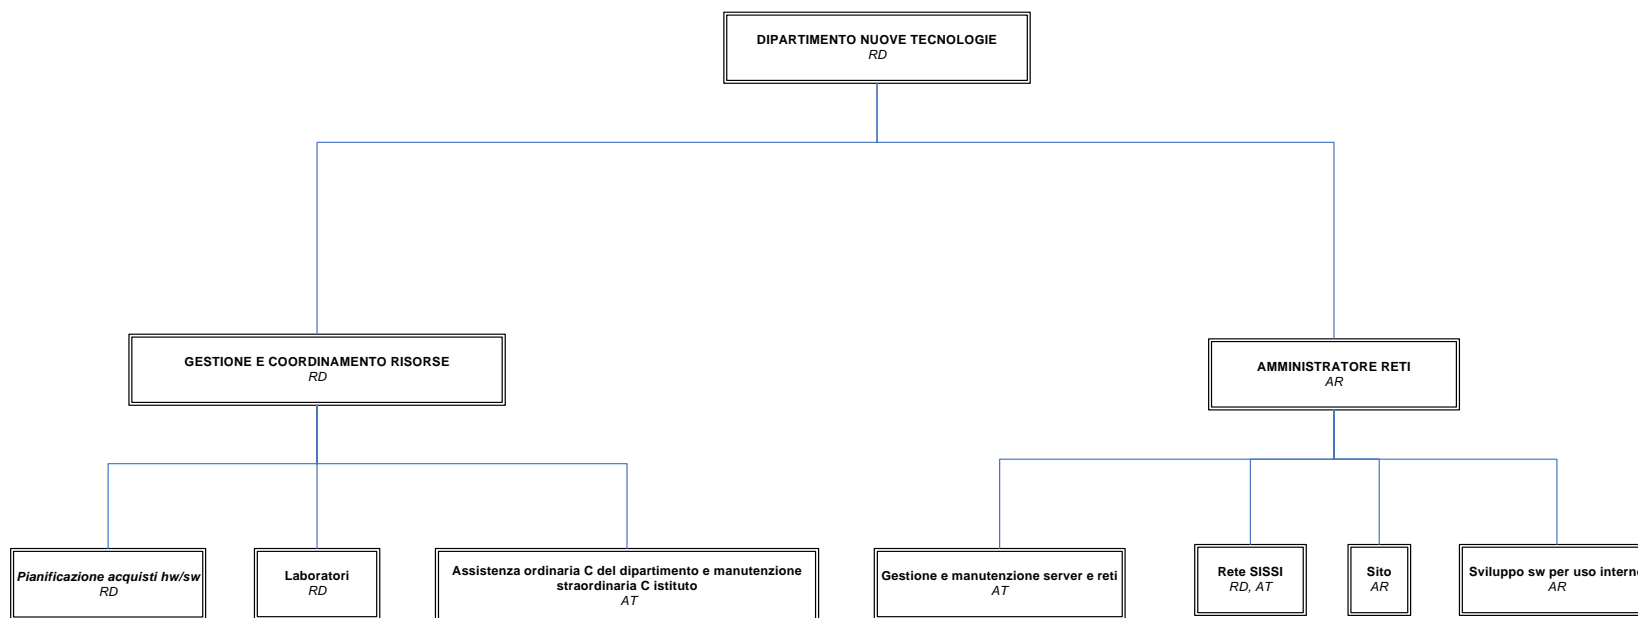 DIPARTIMENTO NUOVE TECNOLOGIE
RD
GESTIONE E COORDINAMENTO RISORSE
RD
AMMINISTRATORE RETI
AR
Pianificazione acquisti hw/sw
RD
Laboratori
RD
Assistenza ordinaria C del dipartimento e manutenzione
straordinaria C istituto
AT
Gestione e manutenzione server e reti
AT
Rete SISSI
RD, AT
Sito
AR
Sviluppo sw per uso interno
AR